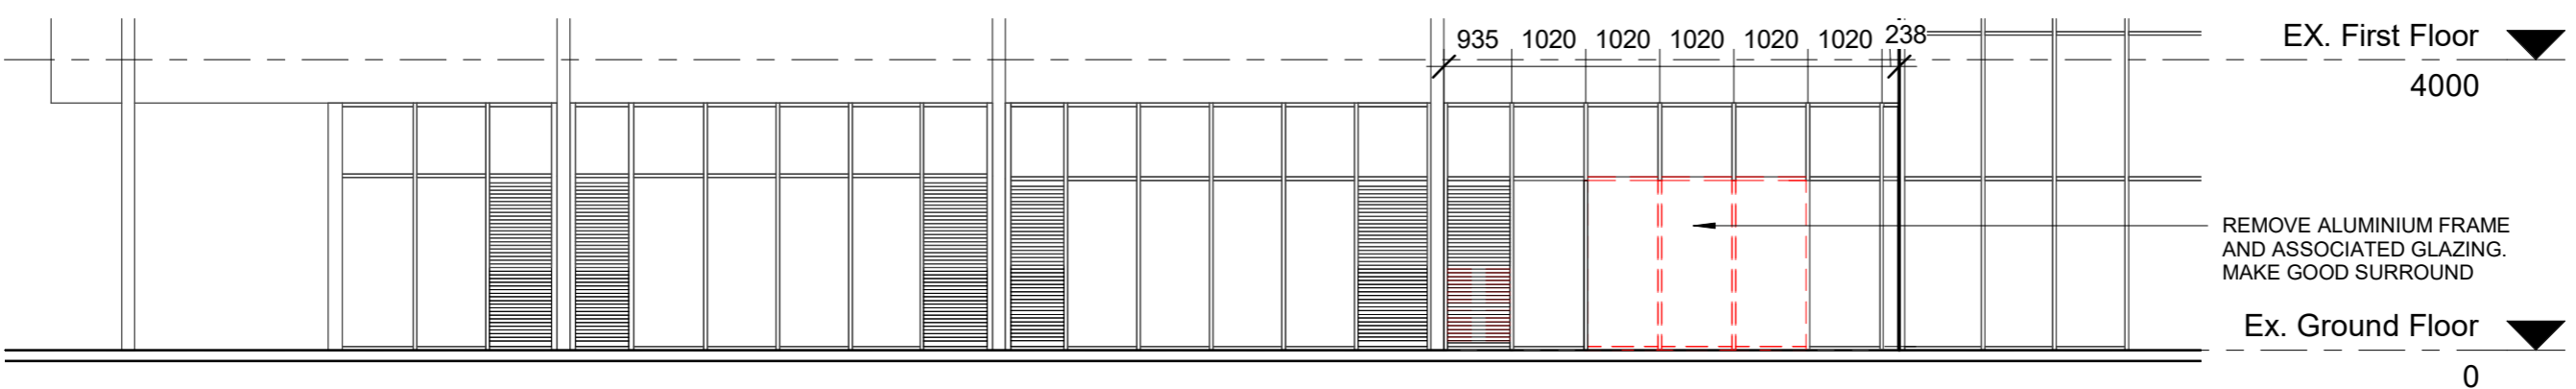 935 1020 1020 1020 1020 1020 238
EX. First Floor
4000
REMOVE ALUMINIUM FRAME
AND ASSOCIATED GLAZING.
MAKE GOOD SURROUND
Ex. Ground Floor
0